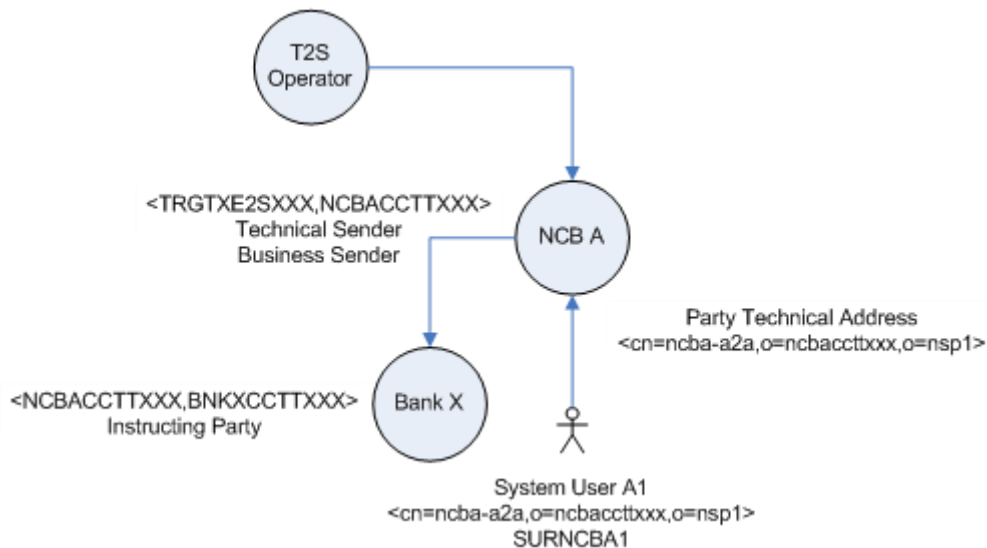 T2S
Operator
<TRGTXE2SXXX,NCBACCTTXXX>
Technical Sender
Business Sender
NCB A
Party Technical Address
<cn=ncba-a2a,o=ncbaccttxxx,o=nsp1>
<NCBACCTTXXX,BNKXCCTTXXX>
Instructing Party
Bank X
System User A1
<cn=ncba-a2a,o=ncbaccttxxx,o=nsp1>
SURNCBA1